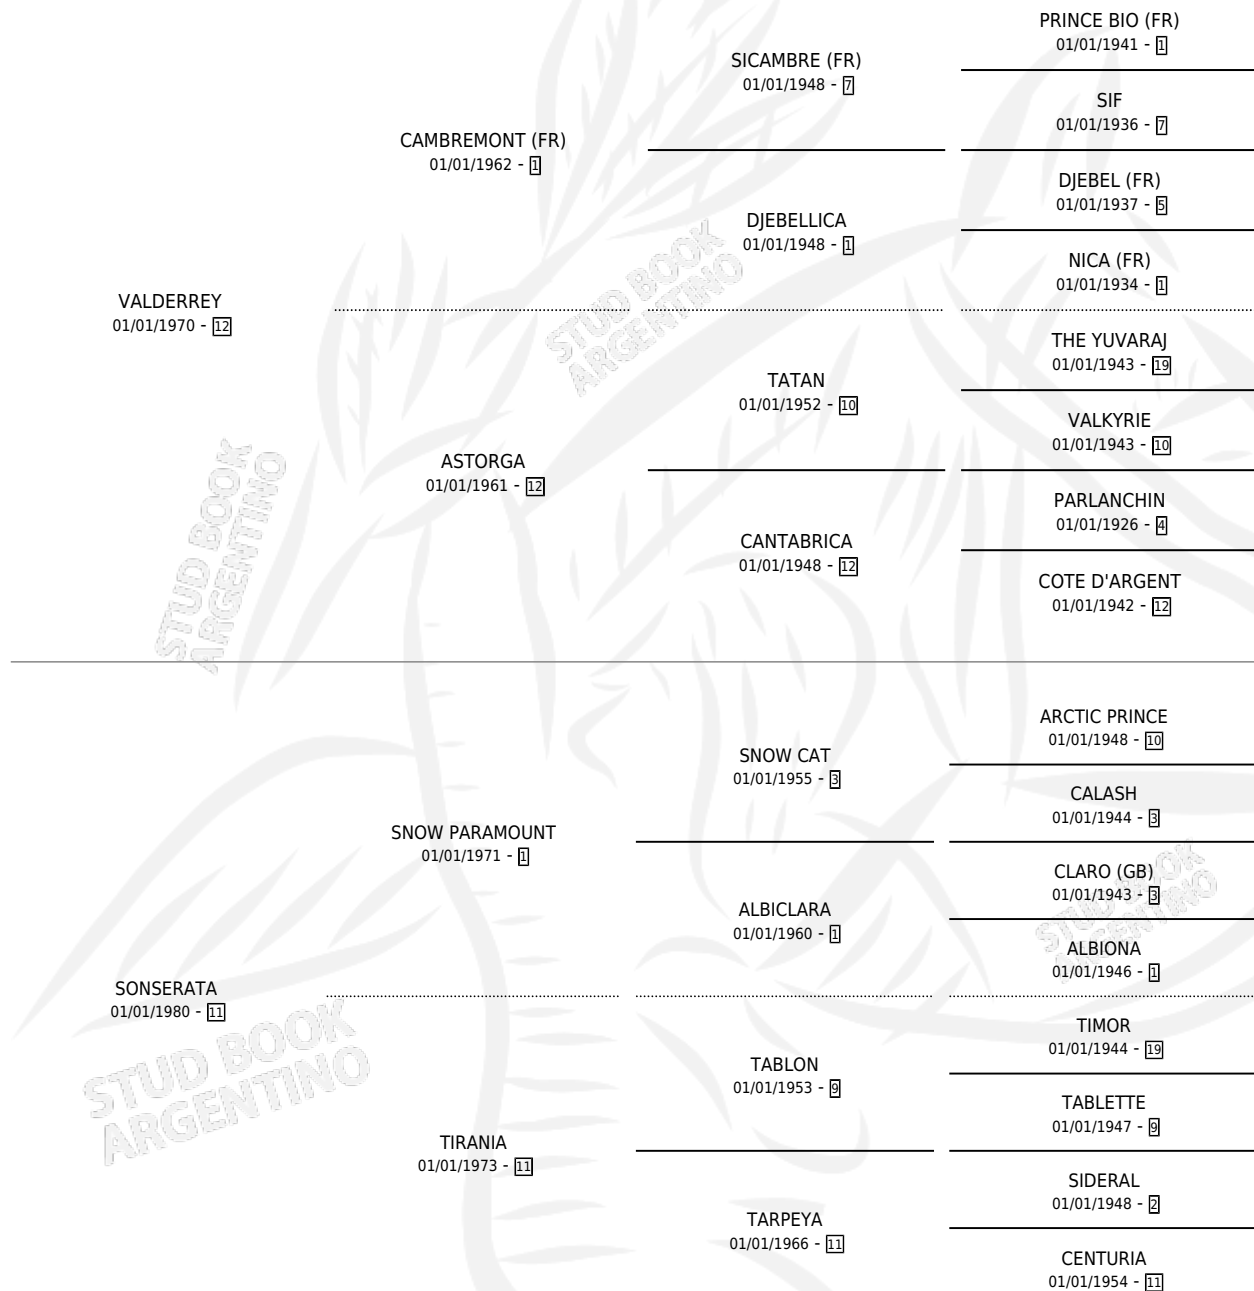 PRINCE BIO (FR)
01/01/1941 - 1
SICAMBRE (FR)
01/01/1948 - 7
SIF
01/01/1936 - 7
CAMBREMONT (FR)
01/01/1962 - 1
DJEBEL (FR)
01/01/1937 - 5
DJEBELLICA
01/01/1948 - 1
NICA (FR)
01/01/1934 - 1
VALDERREY
01/01/1970 - 12
THE YUVARAJ
01/01/1943 - 19
TATAN
01/01/1952 - 10
VALKYRIE
01/01/1943 - 10
ASTORGA
01/01/1961 - 12
PARLANCHIN
01/01/1926 - 4
CANTABRICA
01/01/1948 - 12
COTE D'ARGENT
01/01/1942 - 12
ARCTIC PRINCE
01/01/1948 - 10
SNOW CAT
01/01/1955 - 3
CALASH
01/01/1944 - 3
SNOW PARAMOUNT
01/01/1971 - 1
CLARO (GB)
01/01/1943 - 3
ALBICLARA
01/01/1960 - 1
ALBIONA
01/01/1946 - 1
SONSERATA
01/01/1980 - 11
TIMOR
01/01/1944 - 19
TABLON
01/01/1953 - 9
TABLETTE
01/01/1947 - 9
TIRANIA
01/01/1973 - 11
SIDERAL
01/01/1948 - 2
TARPEYA
01/01/1966 - 11
CENTURIA
01/01/1954 - 11
STUD BOOK
ARGENTINO
STUD BOOK
ARGENTINO
STUD BOOK
ARGENTINO
STUD BOOK
ARGENTINO